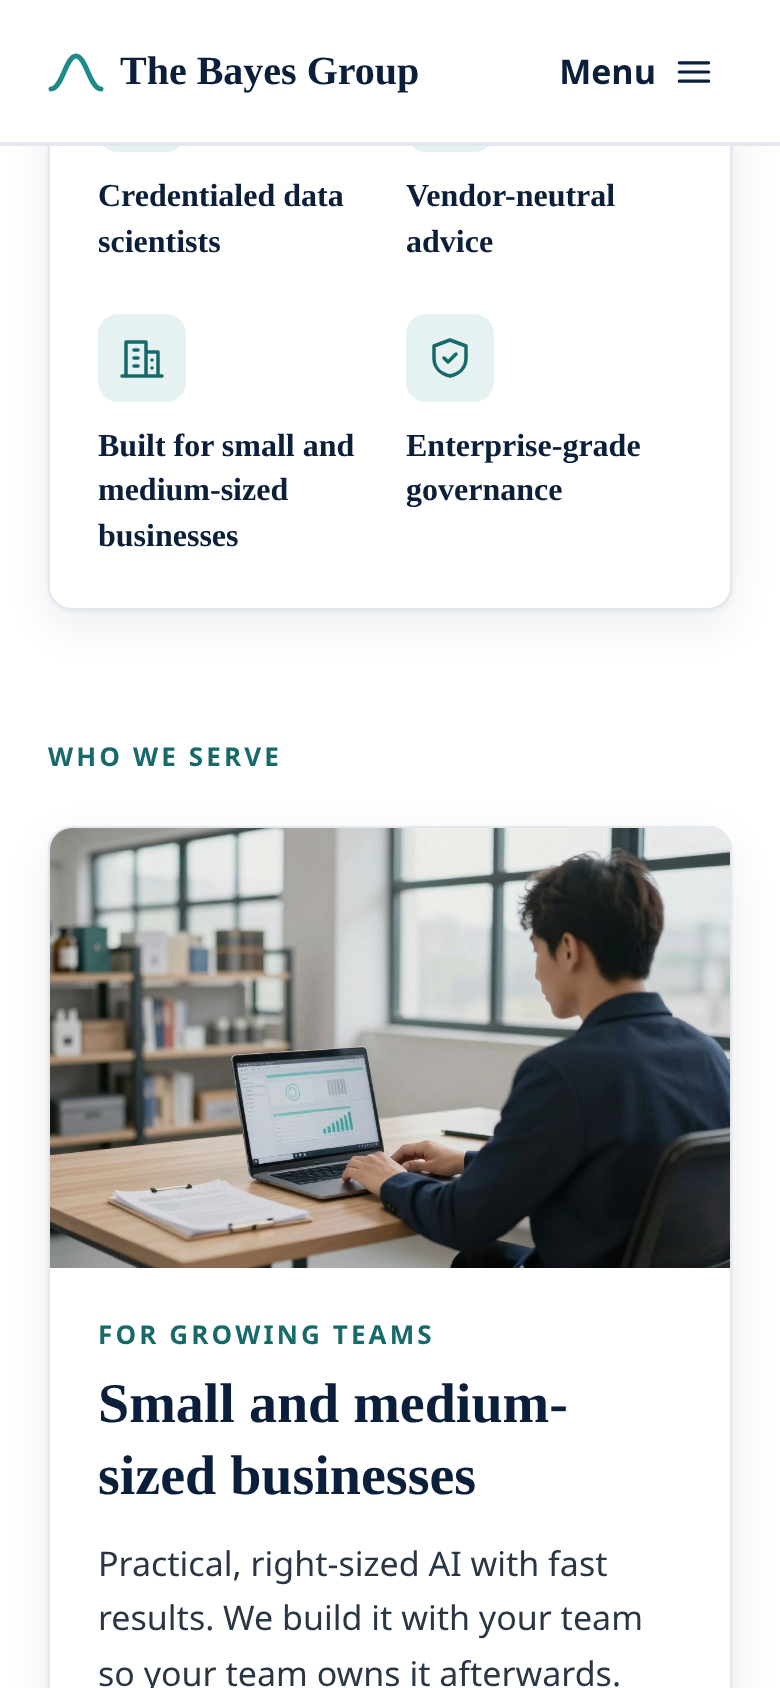 The Bayes Group
Menu
Credentialed data
scientists
Vendor-neutral
advice
Built for small and
medium-sized
businesses
Enterprise-grade
governance
WHO WE SERVE
FOR GROWING TEAMS
Small and medium-
sized businesses
Practical, right-sized AI with fast
results. We build it with your team
so your team owns it afterwards.